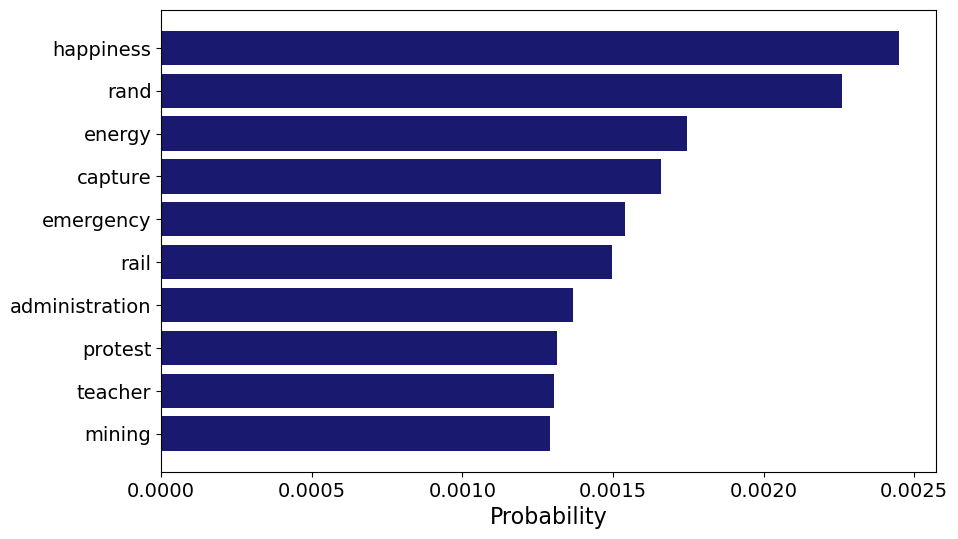 happiness
rand
energy
capture
emergency
rail
administration
protest
teacher
mining
0.0000 0.0005 0.0010 0.0015 0.0020 0.0025
Probability